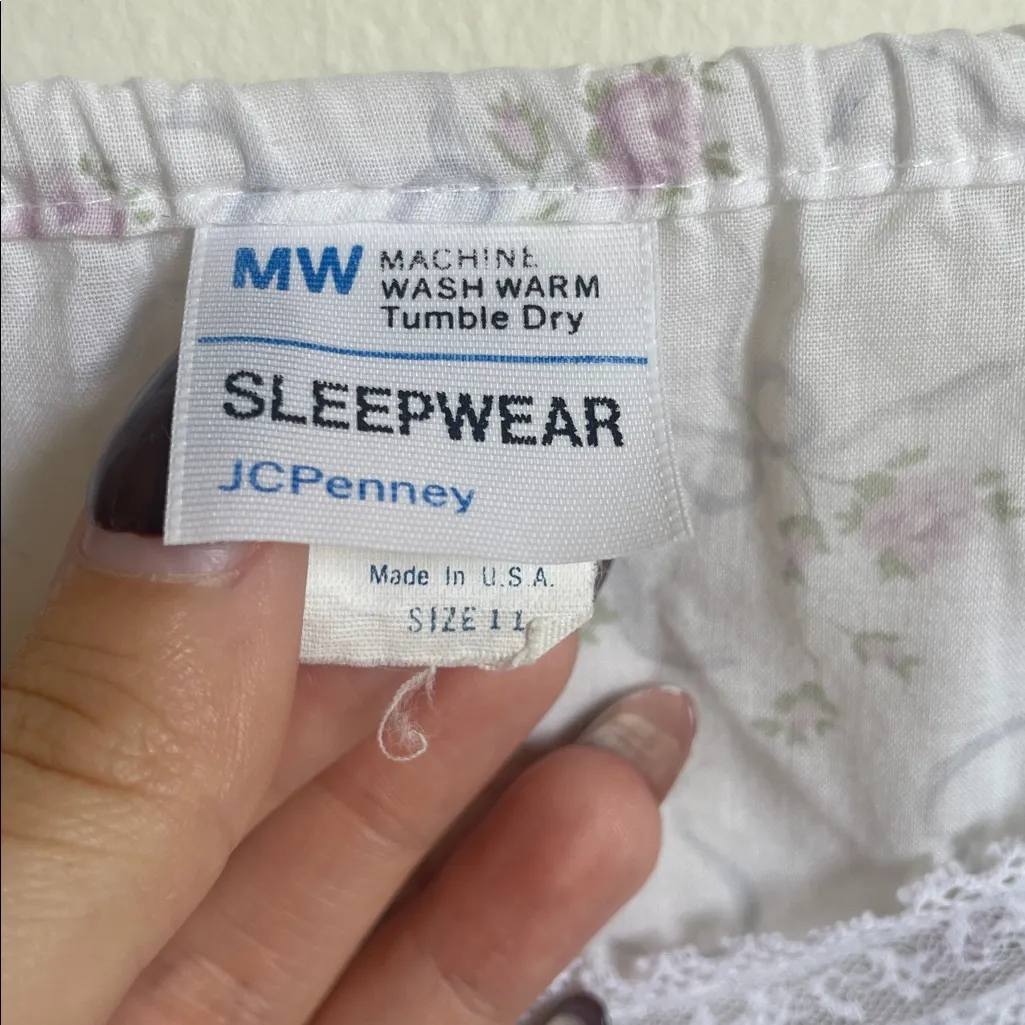 MW MACHINE
WASH WARM
Tumble Dry
SLEEPWEAR
JCPenney
Made In U.S.A.
SIZE 11